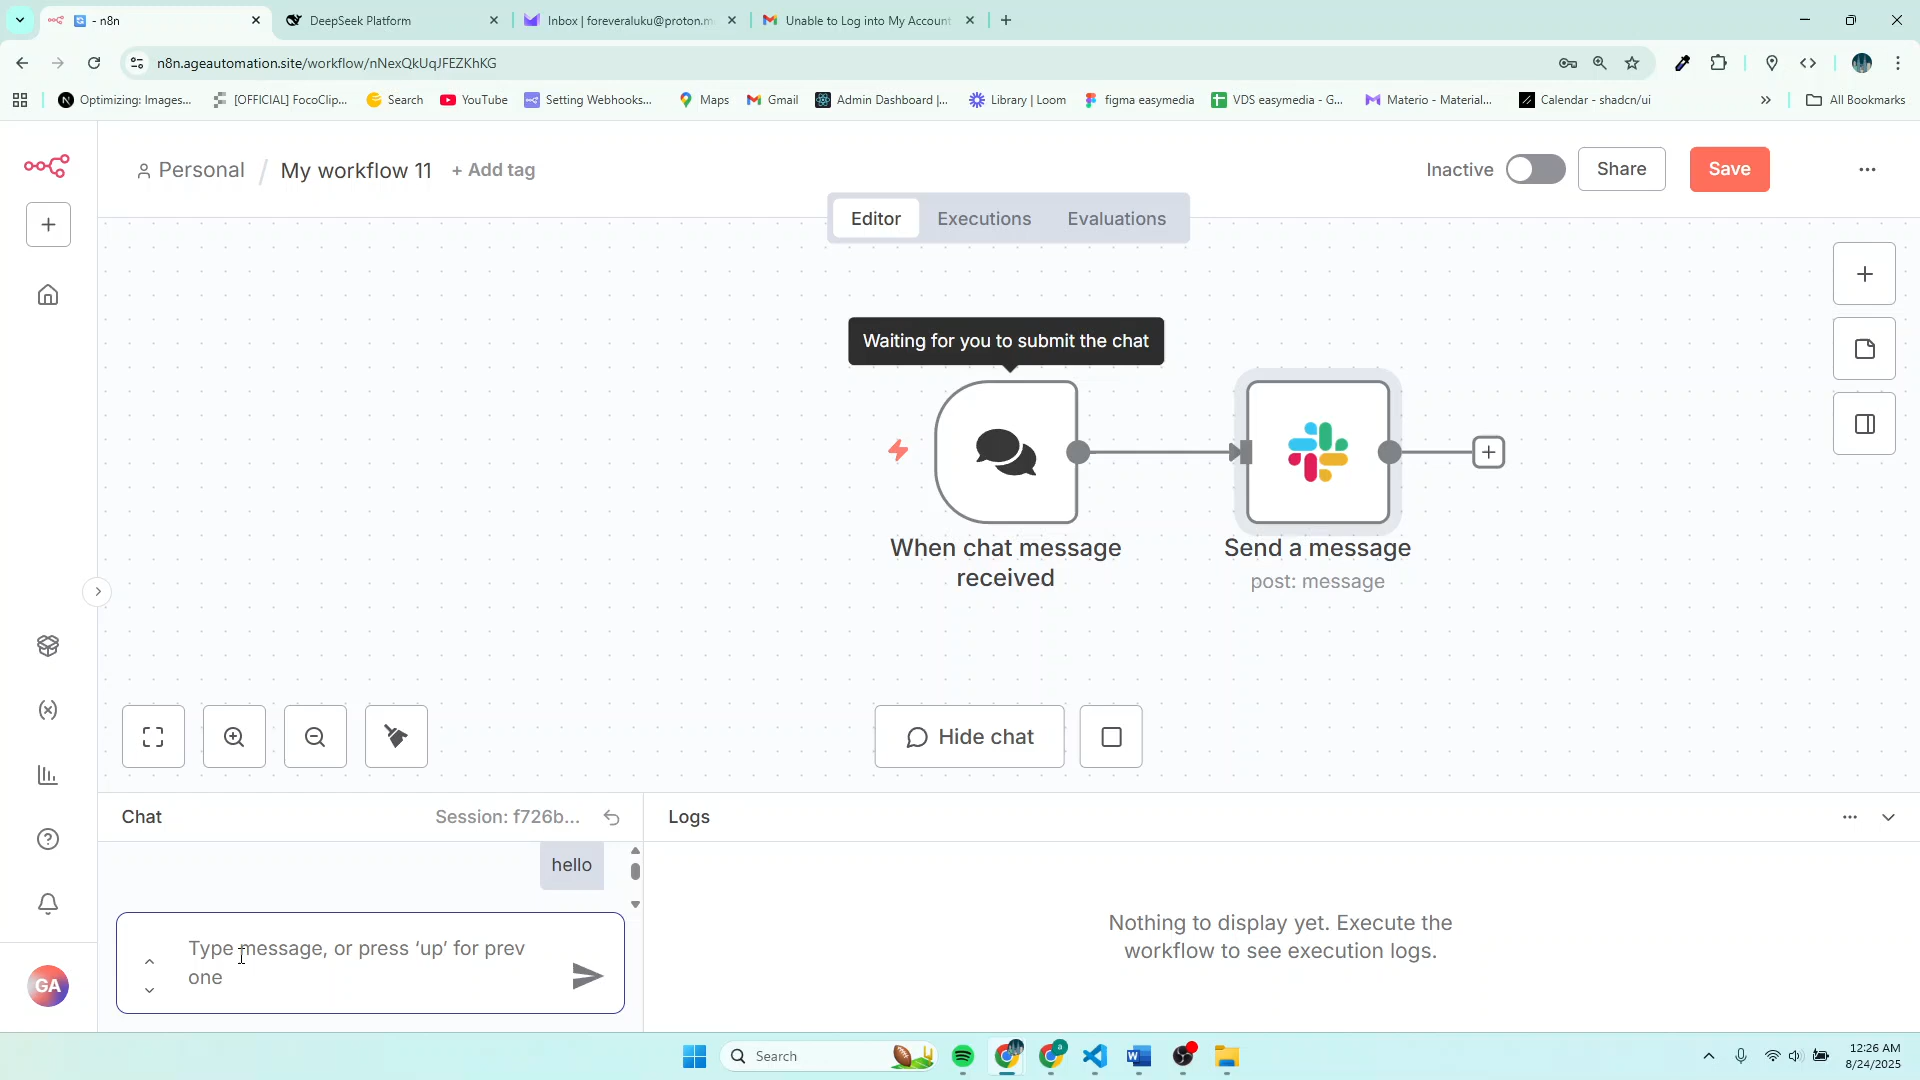 - n8n
DeepSeek Platform
Inbox | foreveraluku@proton.m
Unable to Log into My Account
n8n.ageautomation.site/workflow/nNexQkUqJFEZKhKG
Optimizing: Images...
[OFFICIAL] FocoClip...
Search
YouTube
Setting Webhooks...
Maps
Gmail
Admin Dashboard |...
Library | Loom
figma easymedia
VDS easymedia - G...
Materio - Material...
Calendar - shadcn/ui
All Bookmarks
Personal / My workflow 11 + Add tag
Inactive
Share
Save
Editor
Executions
Evaluations
Waiting for you to submit the chat
When chat message
received
Send a message
post: message
Hide chat
Chat
Session: f726b...
Logs
hello
Type message, or press ‘up’ for prev
one
Nothing to display yet. Execute the
workflow to see execution logs.
GA
Search
12:26 AM
8/24/2025